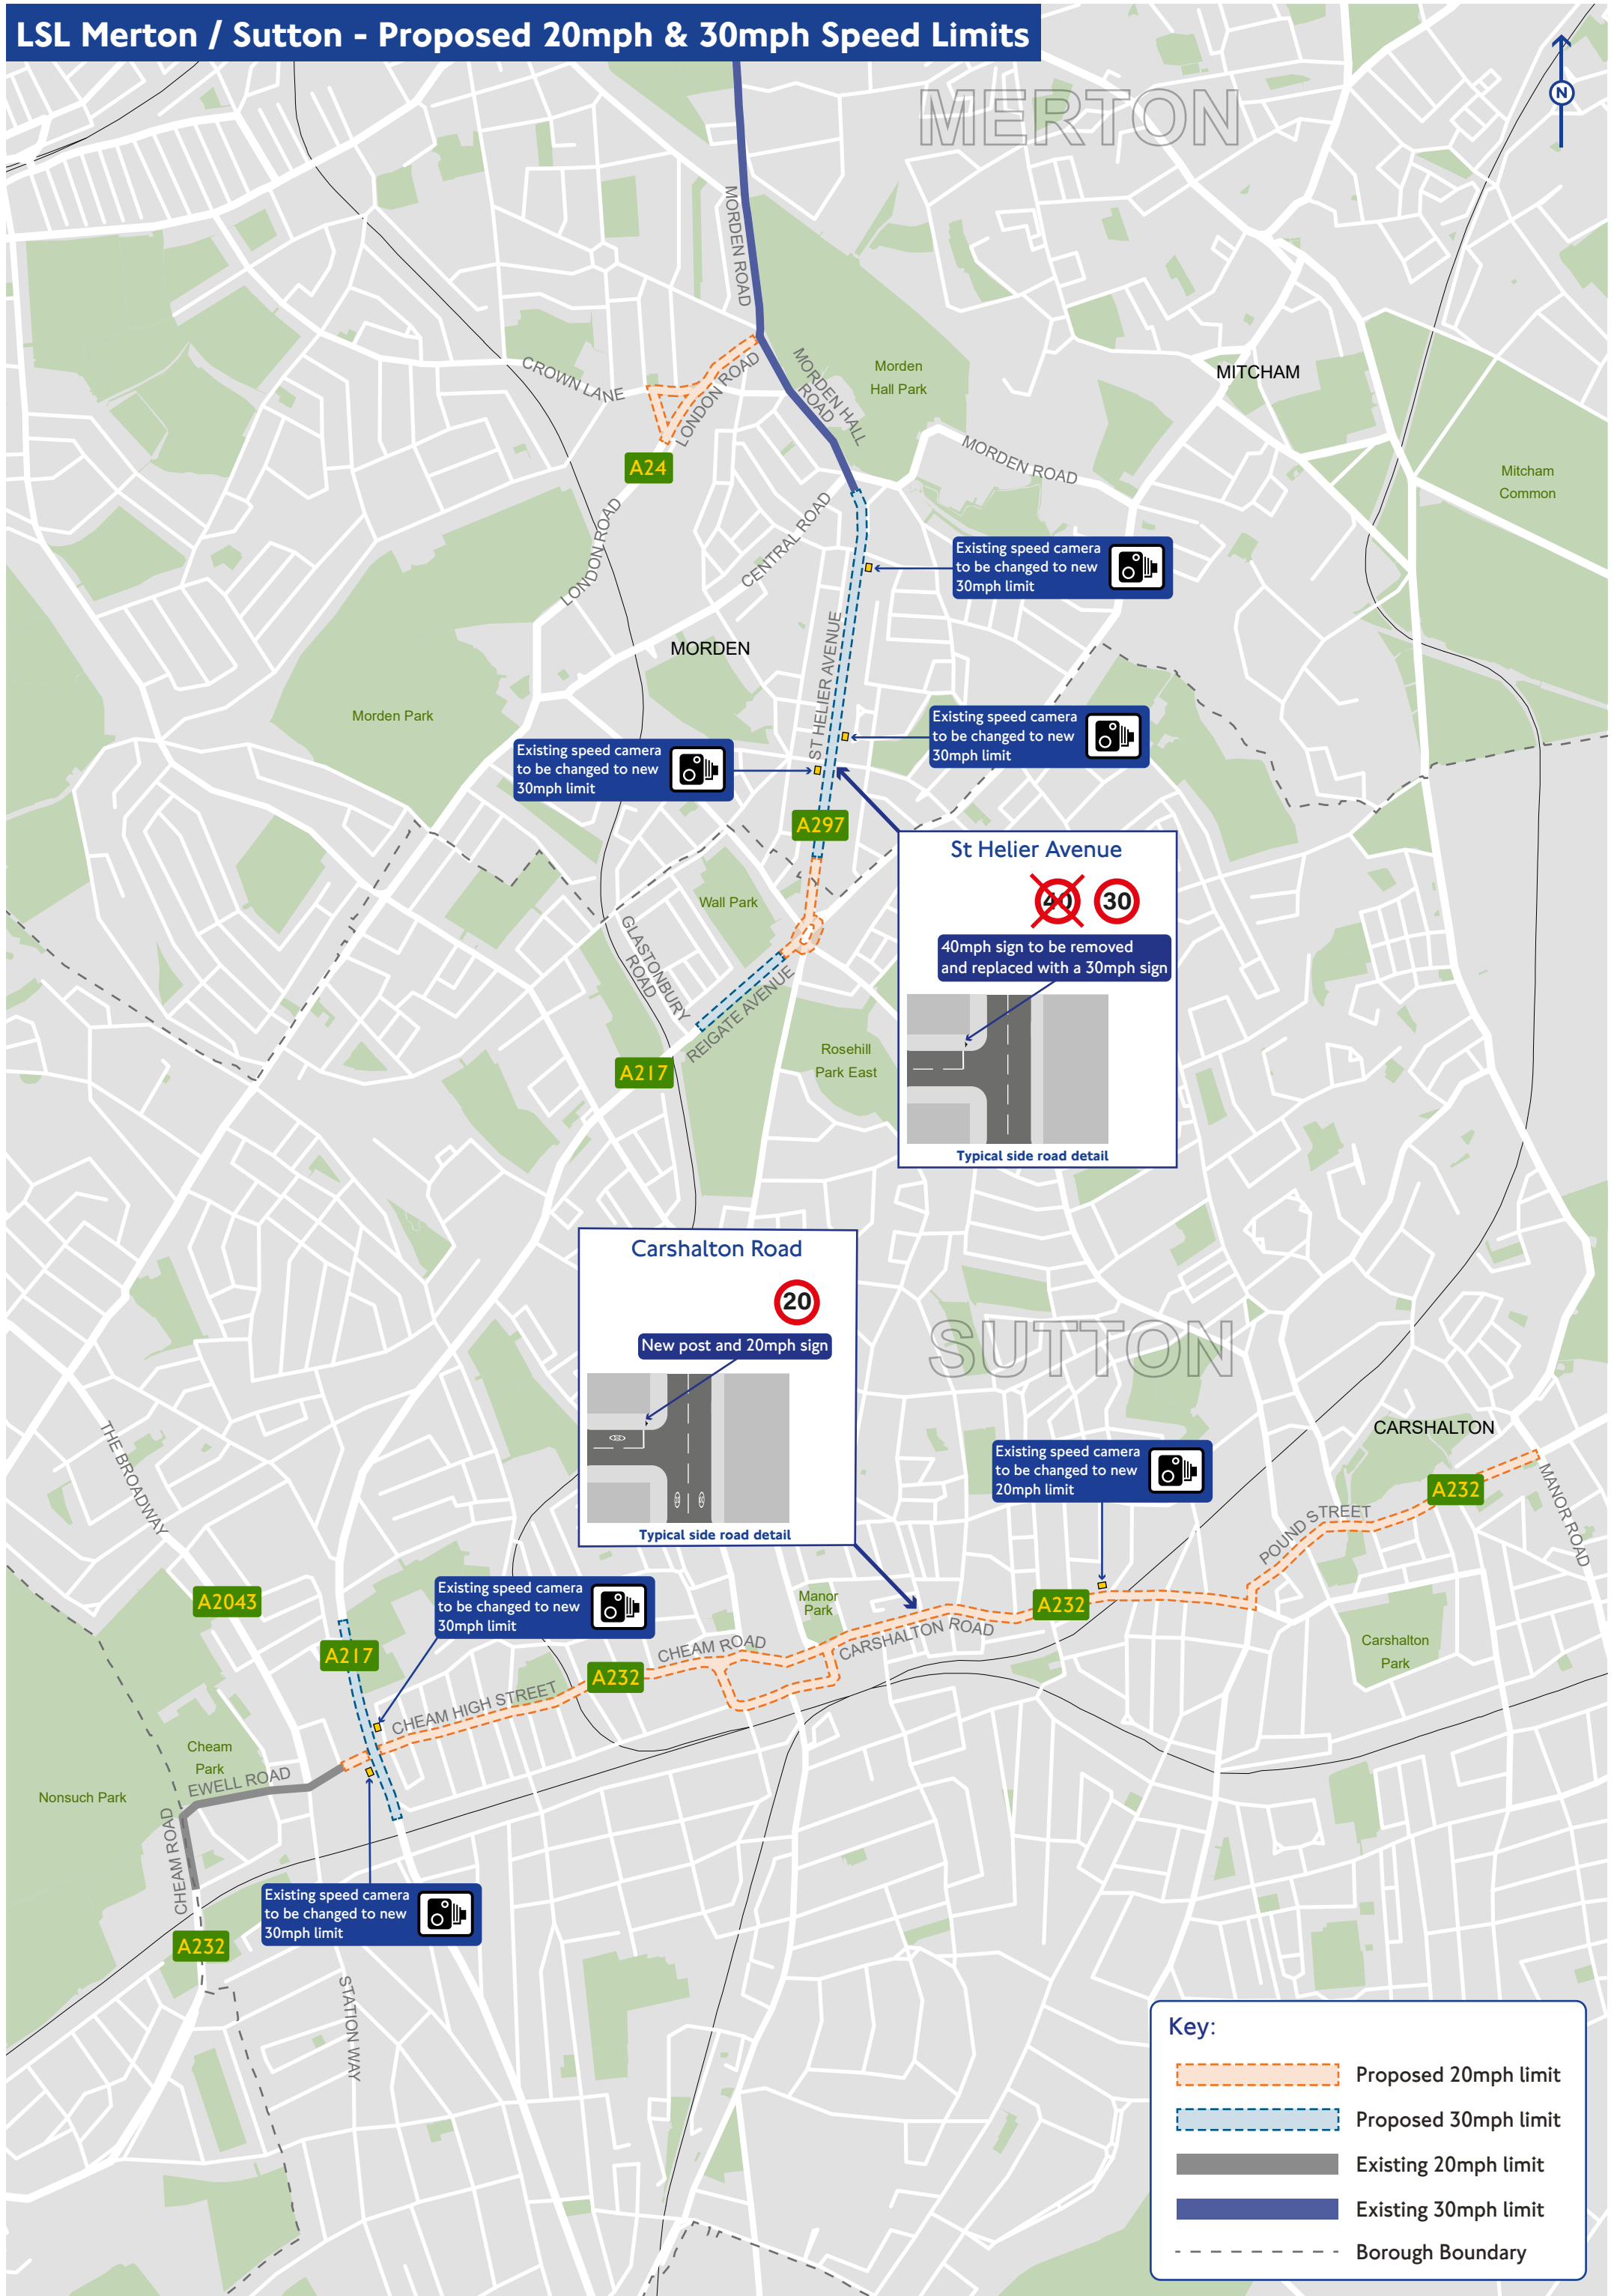 LSL Merton / Sutton - Proposed 20mph & 30mph Speed Limits
MERTON
N
MORDEN ROAD
CROWN LANE
LONDON ROAD
MORDEN HALL
ROAD
Morden
Hall Park
MITCHAM
A24
MORDEN ROAD
Mitcham
Common
LONDON ROAD
CENTRAL ROAD
Existing speed camera
to be changed to new
30mph limit
MORDEN
ST HELIER AVENUE
Morden Park
Existing speed camera
to be changed to new
30mph limit
Existing speed camera
to be changed to new
30mph limit
A297
St Helier Avenue
40
30
40mph sign to be removed
and replaced with a 30mph sign
Typical side road detail
Wall Park
GLASTONBURY
ROAD
REIGATE AVENUE
A217
Rosehill
Park East
Carshalton Road
20
New post and 20mph sign
Typical side road detail
SUTTON
CARSHALTON
THE BROADWAY
Existing speed camera
to be changed to new
20mph limit
A232
MANOR ROAD
POUND STREET
A2043
Existing speed camera
to be changed to new
30mph limit
Manor
Park
A232
A217
CHEAM ROAD
CARSHALTON ROAD
Carshalton
Park
A232
CHEAM HIGH STREET
Cheam
Park
EWELL ROAD
Nonsuch Park
CHEAM ROAD
Existing speed camera
to be changed to new
30mph limit
A232
STATION WAY
Key:
Proposed 20mph limit
Proposed 30mph limit
Existing 20mph limit
Existing 30mph limit
Borough Boundary